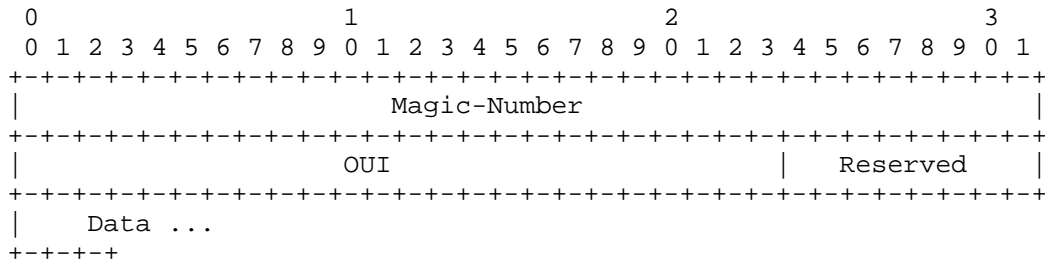 0                   1                   2                   3
 0 1 2 3 4 5 6 7 8 9 0 1 2 3 4 5 6 7 8 9 0 1 2 3 4 5 6 7 8 9 0 1
+-+-+-+-+-+-+-+-+-+-+-+-+-+-+-+-+-+-+-+-+-+-+-+-+-+-+-+-+-+-+-+-+
|                       Magic-Number                            |
+-+-+-+-+-+-+-+-+-+-+-+-+-+-+-+-+-+-+-+-+-+-+-+-+-+-+-+-+-+-+-+-+
|                    OUI                        |   Reserved    |
+-+-+-+-+-+-+-+-+-+-+-+-+-+-+-+-+-+-+-+-+-+-+-+-+-+-+-+-+-+-+-+-+
|    Data ...
+-+-+-+